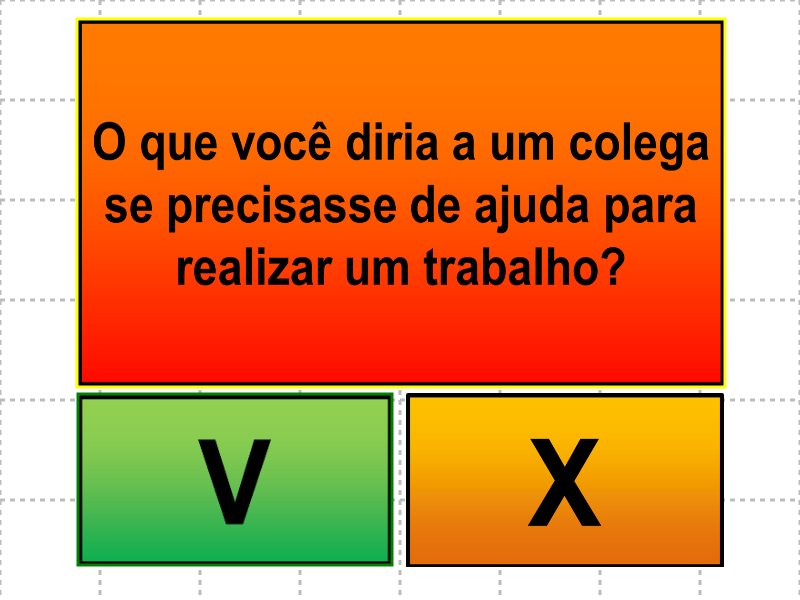 O que você diria a um colega
se precisasse de ajuda para
realizar um trabalho?
V
X